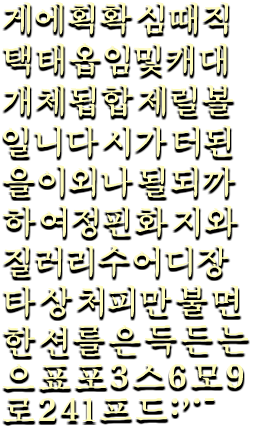 게에획확심때직
택태옵임및캐대
개체됩합제릴볼
일니다시가터된
을이외나될되까
하여정핀화지와
질러리수어디장
타상처피만불면
한션를은득든는
으표포3스6모9
로241프드:,"~